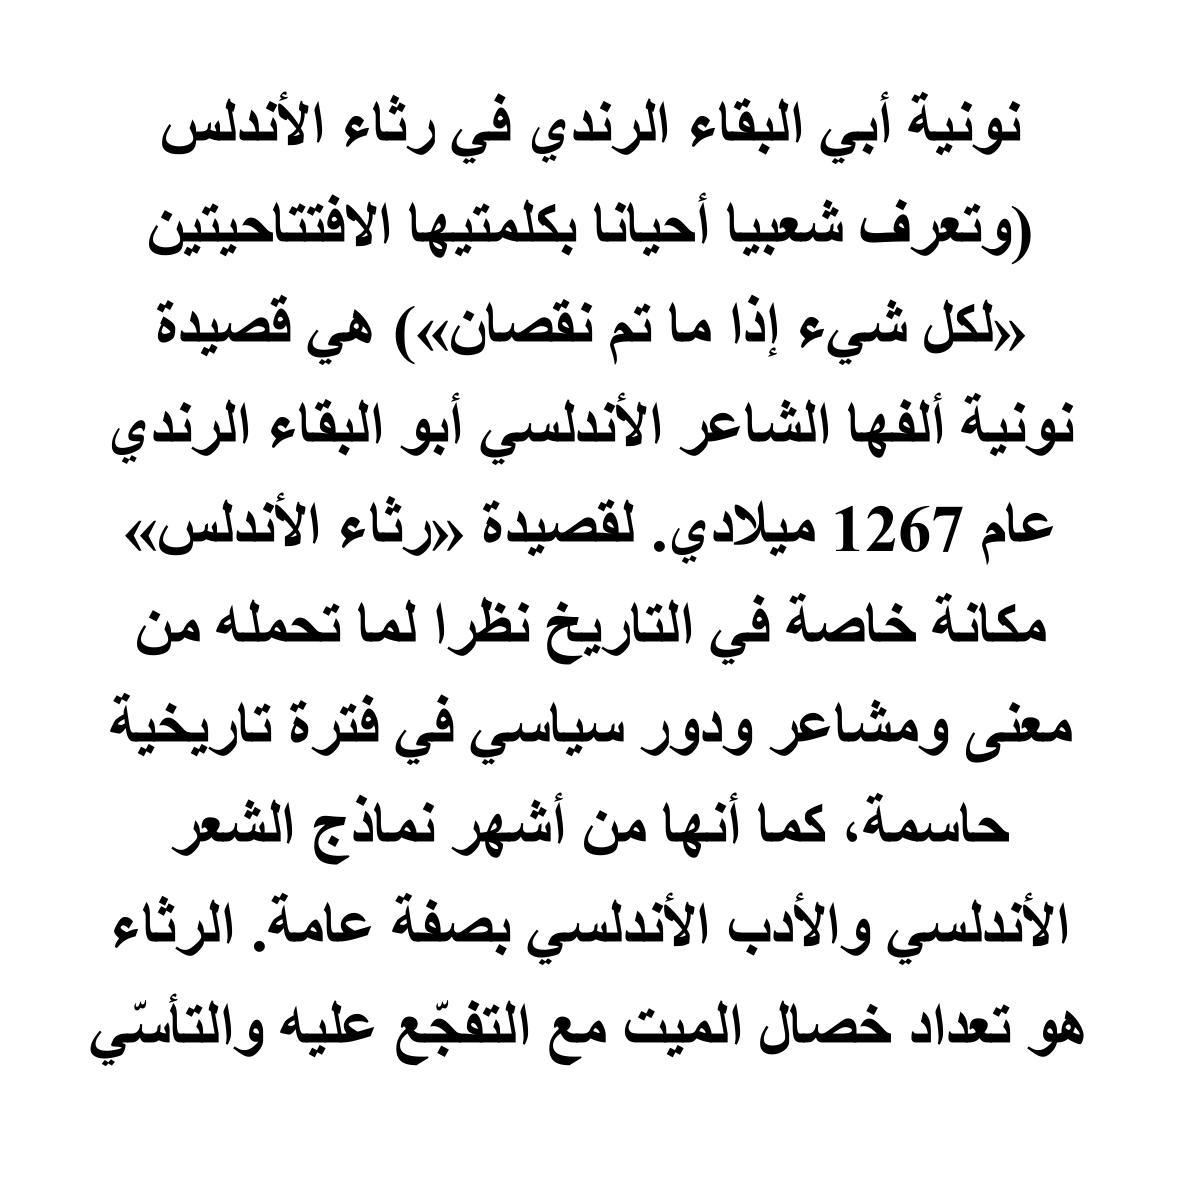 نونية أبي البقاء الرندي في رثاء الأندلس
(وتعرف شعبيا أحيانا بكلمتيها الافتتاحيتين
«لكل شيء إذا ما تم نقصان») هي قصيدة
نونية ألفها الشاعر الأندلسي أبو البقاء الرندي
عام 1267 ميلادي. لقصيدة «رثاء الأندلس»
مكانة خاصة في التاريخ نظرا لما تحمله من
معنى ومشاعر ودور سياسي في فترة تاريخية
حاسمة، كما أنها من أشهر نماذج الشعر
الأندلسي والأدب الأندلسي بصفة عامة. الرثاء
هو تعداد خصال الميت مع التفجّع عليه والتأسّي